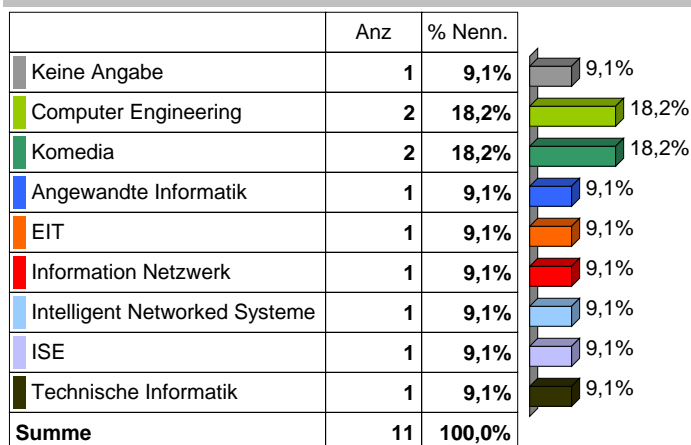 Anz % Nenn.
Keine Angabe 1 9,1% 9,1%
Computer Engineering 2 18,2% 18,2%
Komedia 2 18,2% 18,2%
Angewandte Informatik 1 9,1% 9,1%
EIT 1 9,1% 9,1%
Information Netzwerk 1 9,1% 9,1%
Intelligent Networked Systeme 1 9,1% 9,1%
ISE 1 9,1% 9,1%
Technische Informatik 1 9,1% 9,1%
Summe 11 100,0%